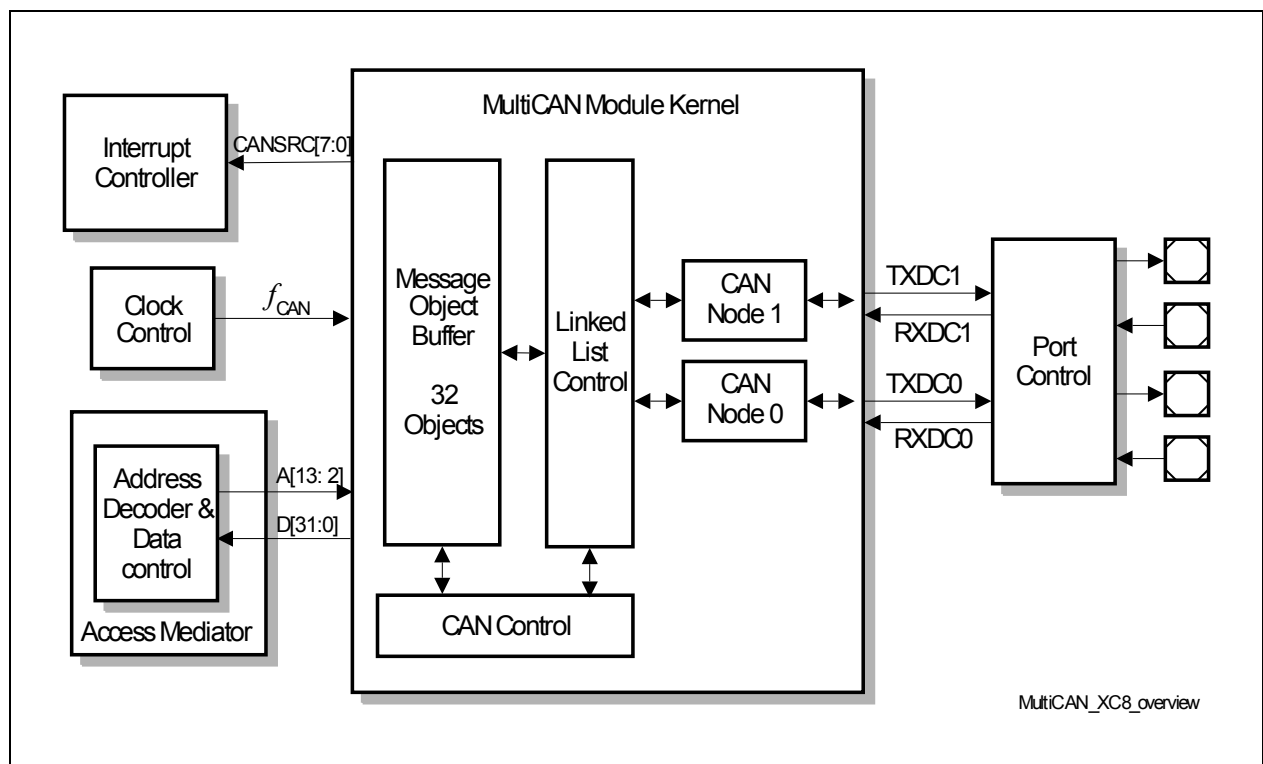 MultiCAN Module Kernel
Interrupt
Controller
CANSRC[7:0]
Clock
Control
fCAN
Address
Decoder &
Data
control
A[13: 2]
D[31:0]
Access Mediator
Message
Object
Buffer
32
Objects
Linked
List
Control
CAN
Node 1
CAN
Node 0
CAN Control
TXDC1
RXDC1
TXDC0
RXDC0
Port
Control
MultiCAN_XC8_overview